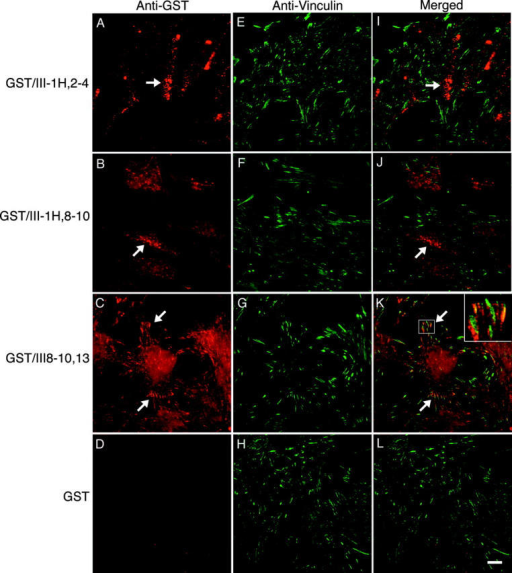 Anti-GST Anti-Vinculin Merged
A E I
GST/III-1H,2-4
B F J
GST/III-1H,8-10
C G K
GST/III8-10,13
D H L
GST